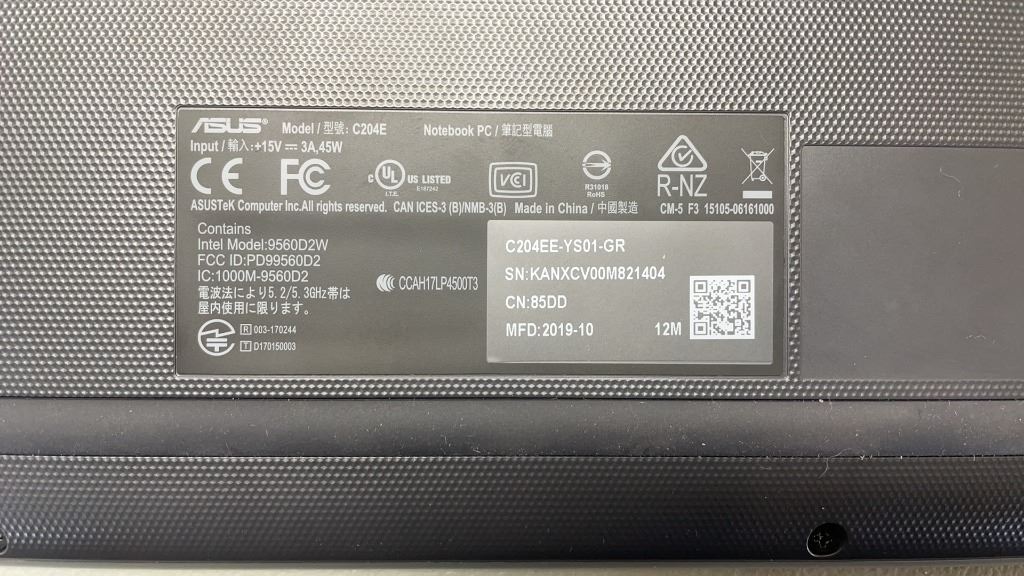 ASUS® Model / 型號: C204E Notebook PC / 筆記型電腦
Input / 輸入:+15V ⎓ 3A,45W
CE FC c UL US LISTED I.T.E. E187242 VCI R31018 RoHS R-NZ
ASUSTeK Computer Inc.All rights reserved. CAN ICES-3 (B)/NMB-3(B) Made in China / 中國製造 CM-5 F3 15105-06161000
Contains
Intel Model:9560D2W
FCC ID:PD99560D2
IC:1000M-9560D2
電波法により5.2/5.3GHz帯は
屋内使用に限ります。
R 003-170244
T D170150003
CCAH17LP4500T3
C204EE-YS01-GR
SN:KANXCV00M821404
CN:85DD
MFD:2019-10 12M